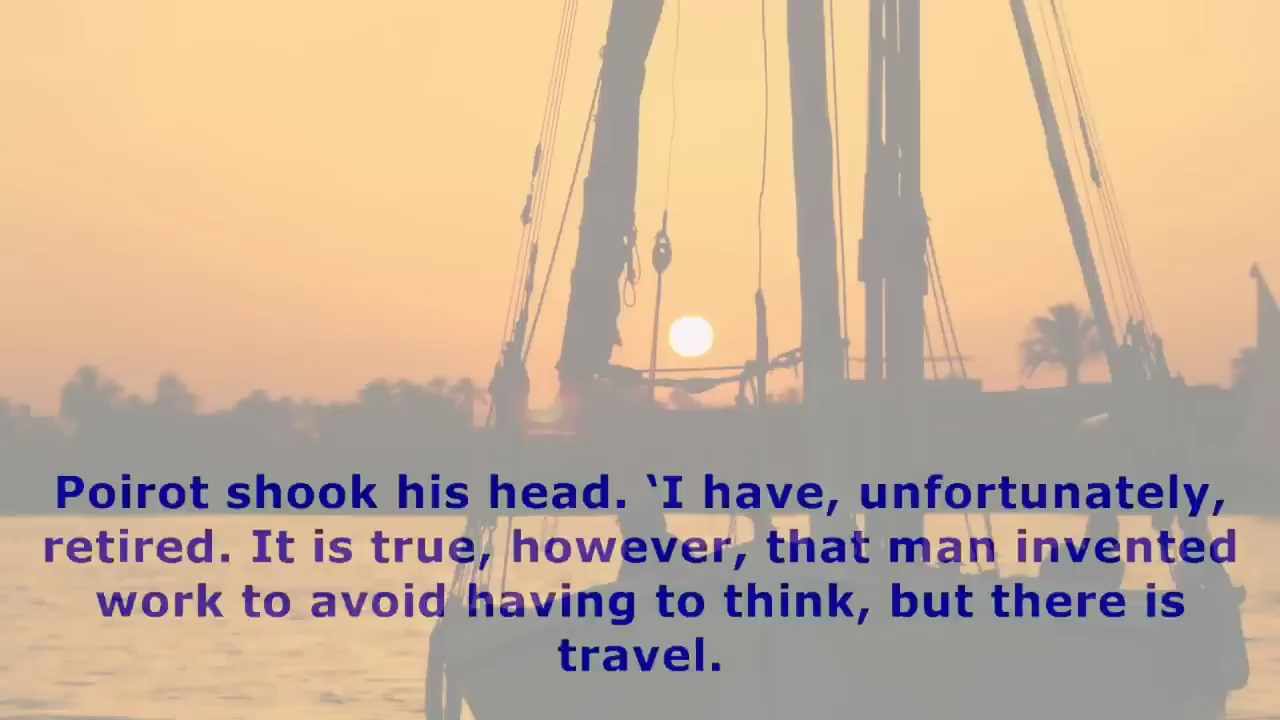 Poirot shook his head. ‘I have, unfortunately,
retired. It is true, however, that man invented
work to avoid having to think, but there is
travel.